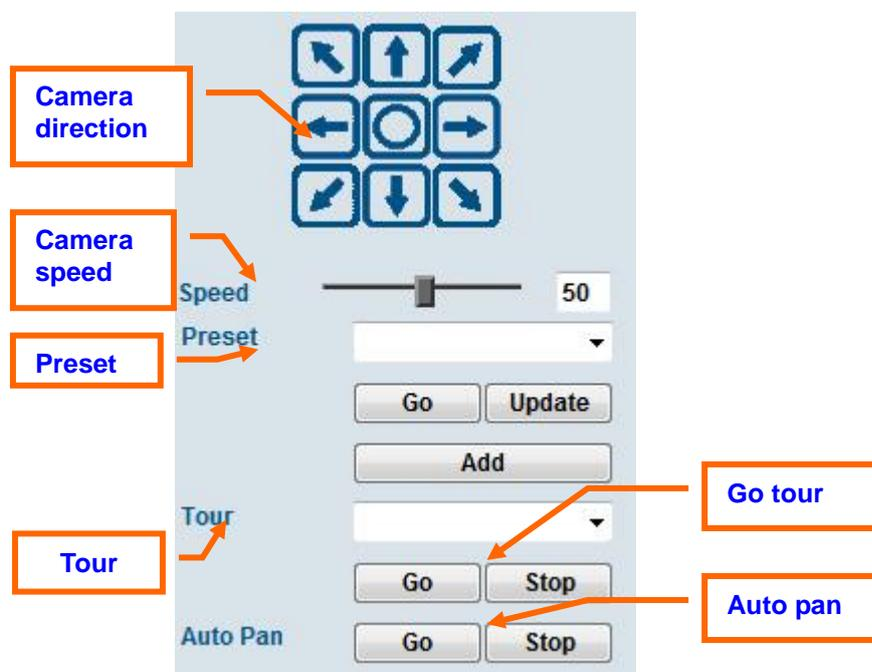 Camera
direction
Camera
speed
Speed 50
Preset
Preset
Go Update
Add
Go tour
Tour
Tour
Go Stop
Auto pan
Auto Pan Go Stop